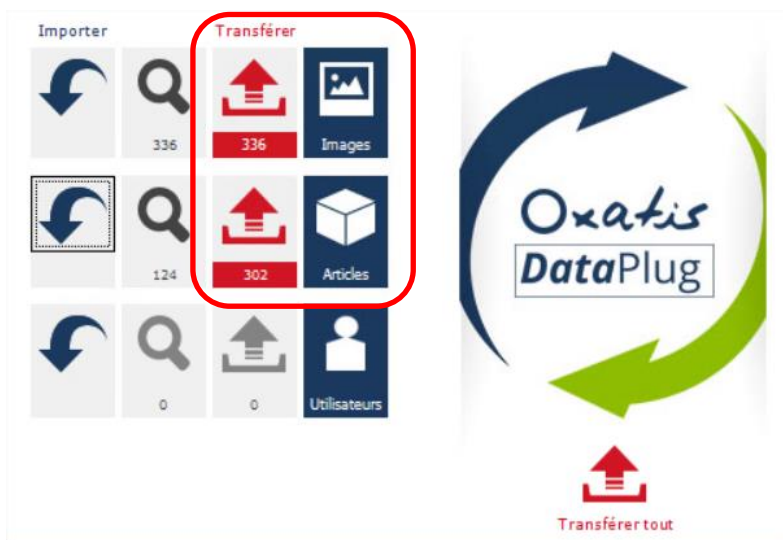 Importer
Transférer
336
336
Images
124
302
Articles
0
0
Utilisateurs
Oxatis
DataPlug
Transférer tout